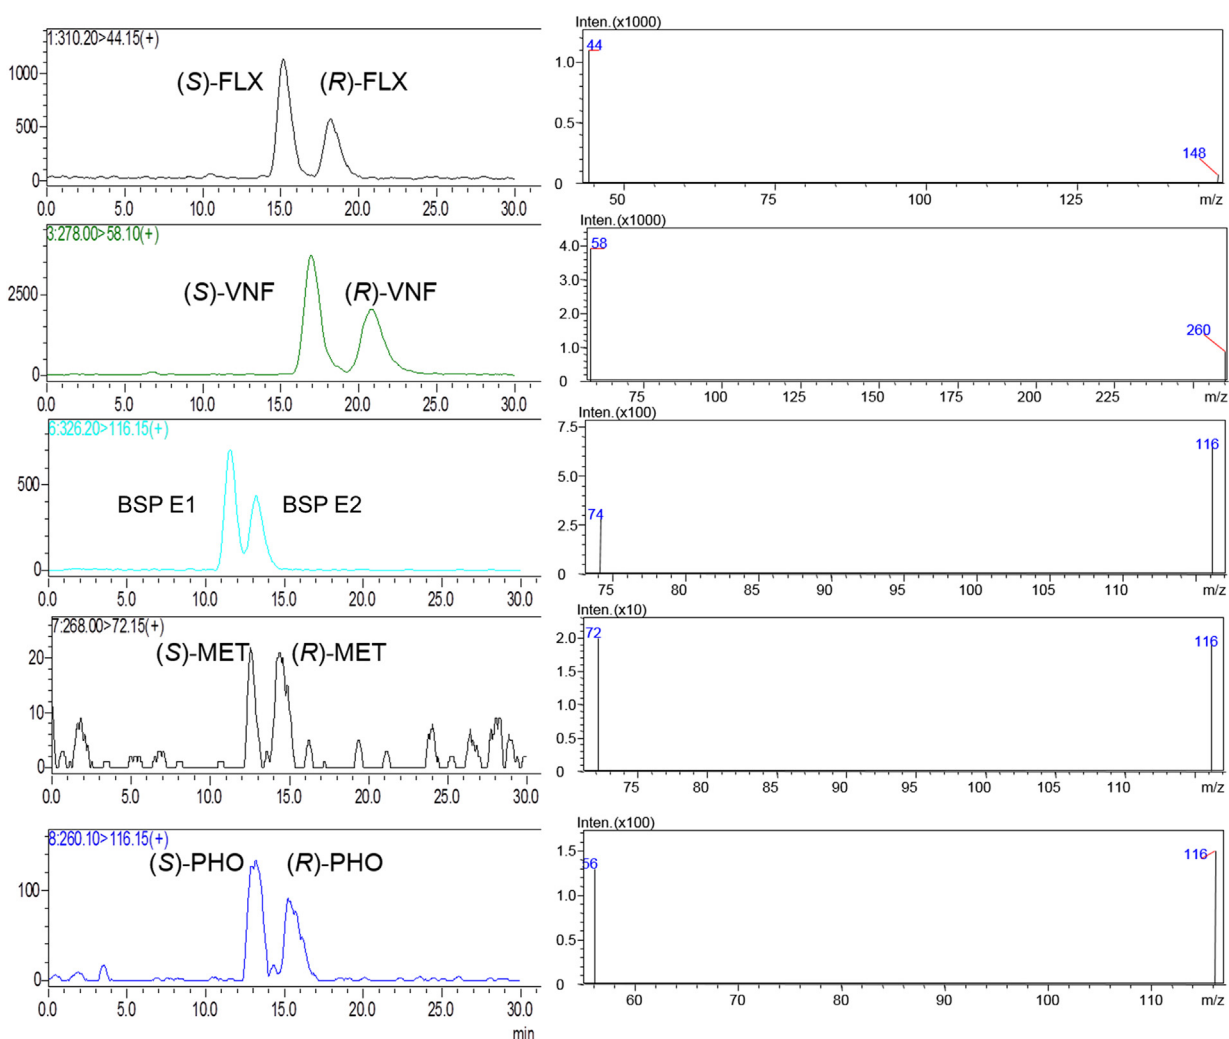 1:310.20>44.15(+)
(S)-FLX (R)-FLX
1000
500
0
0.0 5.0 10.0 15.0 20.0 25.0 30.0
Inten.(x1000)
44
1.0
0.5
148
0
50 75 100 125 m/z
3:278.00>58.10(+)
(S)-VNF (R)-VNF
2500
0
0.0 5.0 10.0 15.0 20.0 25.0 30.0
Inten.(x1000)
58
4.0
3.0
2.0
260
1.0
0
75 100 125 150 175 200 225 m/z
326.20>116.15(+)
500
BSP E1 BSP E2
0
0.0 5.0 10.0 15.0 20.0 25.0 30.0
Inten.(x100)
7.5
116
5.0
74
2.5
0
75 80 85 90 95 100 105 110 m/z
7:268.00>72.15(+)
(S)-MET (R)-MET
20
10
0
0.0 5.0 10.0 15.0 20.0 25.0 30.0
Inten.(x10)
72 116
2.0
1.5
1.0
0.5
0
75 80 85 90 95 100 105 110 m/z
8:260.10>116.15(+)
(S)-PHO (R)-PHO
100
0
0.0 5.0 10.0 15.0 20.0 25.0 30.0
min
Inten.(x100)
1.5
56 116
1.0
0.5
0
60 70 80 90 100 110 m/z